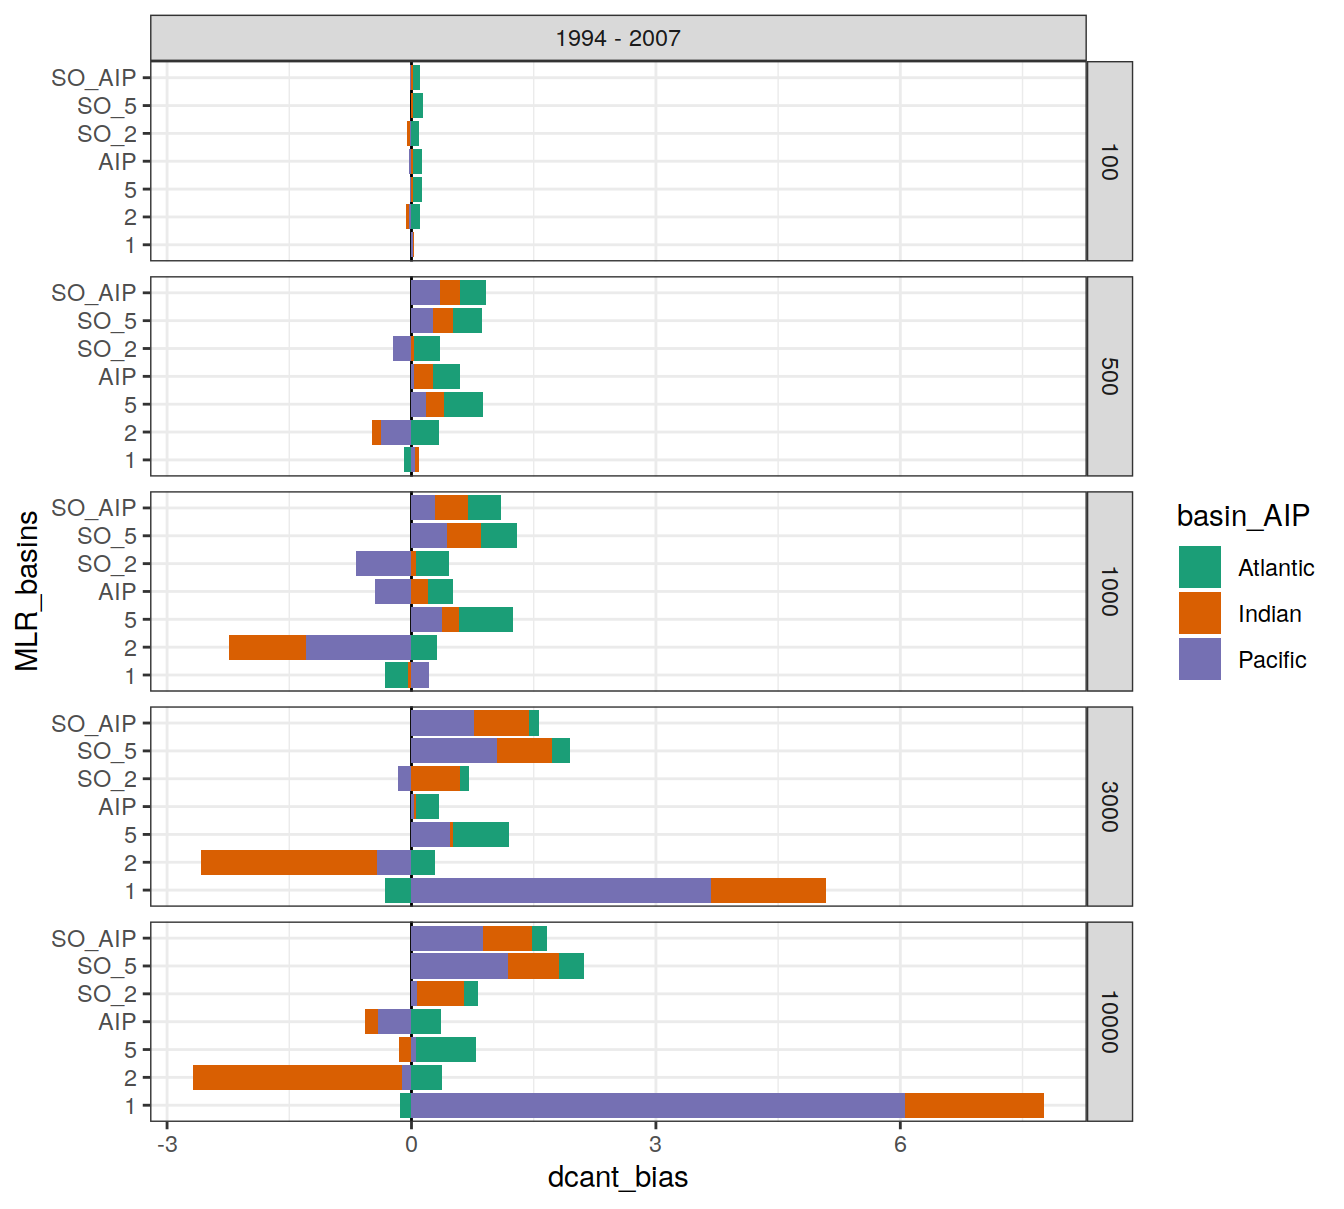 1994 - 2007
SO_AIP
SO_5
SO_2
AIP
5
2
1
100
SO_AIP
SO_5
SO_2
AIP
5
2
1
500
SO_AIP
SO_5
SO_2
AIP
5
2
1
1000
SO_AIP
SO_5
SO_2
AIP
5
2
1
3000
SO_AIP
SO_5
SO_2
AIP
5
2
1
10000
-3 0 3 6
dcant_bias
MLR_basins
basin_AIP
Atlantic
Indian
Pacific